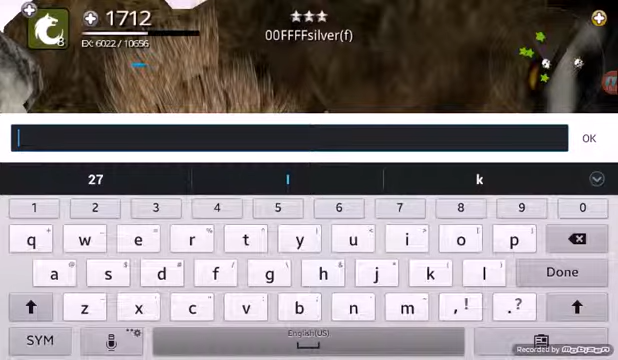 1712
EX: 6022 / 10656
00FFFFsilver(f)
B
OK
27 l k
1 2 3 4 5 6 7 8 9 0
q w e r t y u i o p
a s d f g h j k l Done
z x c v b n m ,! .?
SYM English(US)
Recorded by Mobizen